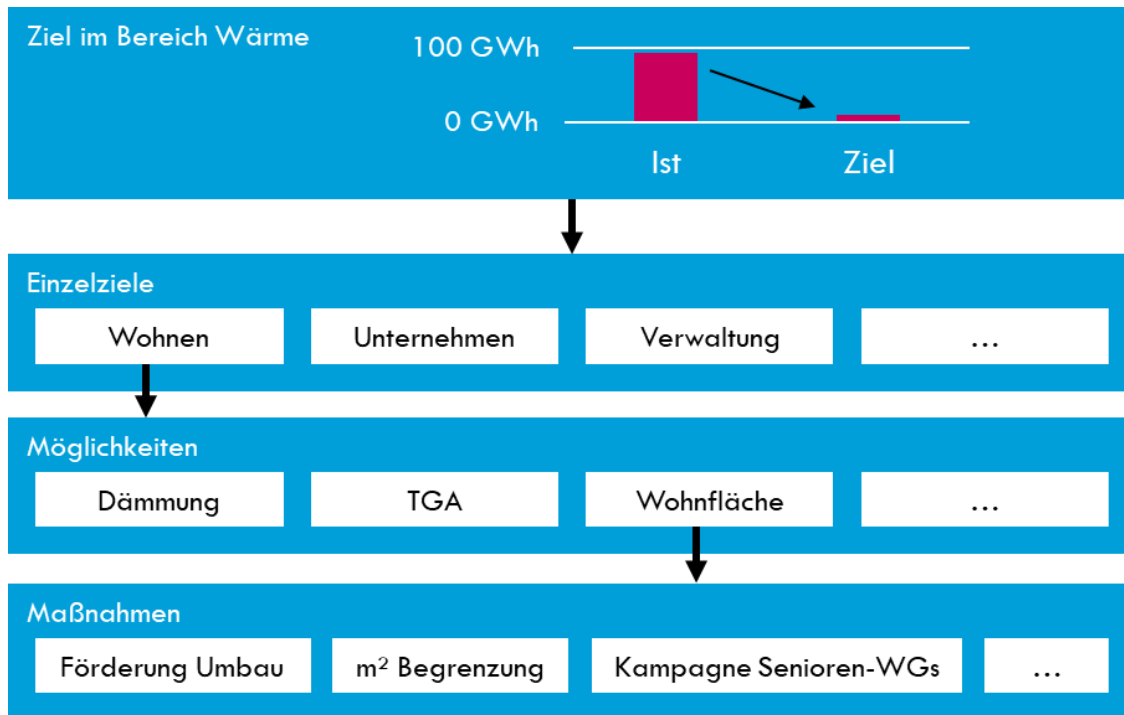 Ziel im Bereich Wärme
100 GWh
0 GWh
Ist Ziel
Einzelziele
Wohnen Unternehmen Verwaltung ...
Möglichkeiten
Dämmung TGA Wohnfläche ...
Maßnahmen
Förderung Umbau m² Begrenzung Kampagne Senioren-WGs ...